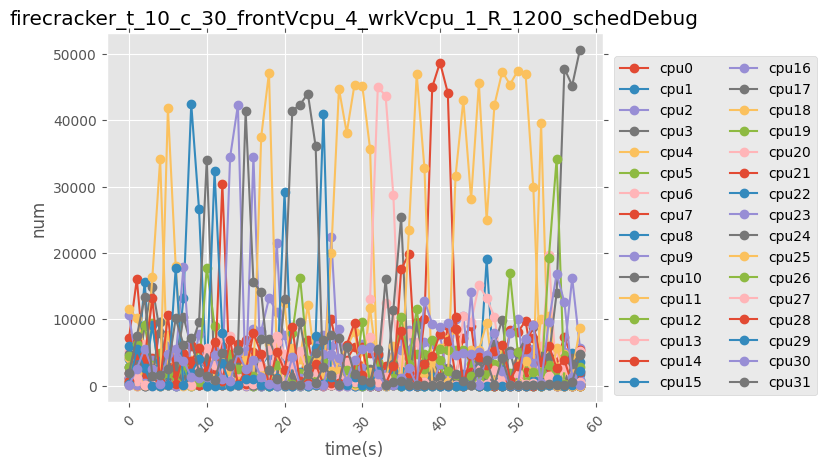 firecracker_t_10_c_30_frontVcpu_4_wrkVcpu_1_R_1200_schedDebug
50000
40000
30000
20000
10000
0
num
0
10
20
30
40
50
60
time(s)
cpu0
cpu1
cpu2
cpu3
cpu4
cpu5
cpu6
cpu7
cpu8
cpu9
cpu10
cpu11
cpu12
cpu13
cpu14
cpu15
cpu16
cpu17
cpu18
cpu19
cpu20
cpu21
cpu22
cpu23
cpu24
cpu25
cpu26
cpu27
cpu28
cpu29
cpu30
cpu31